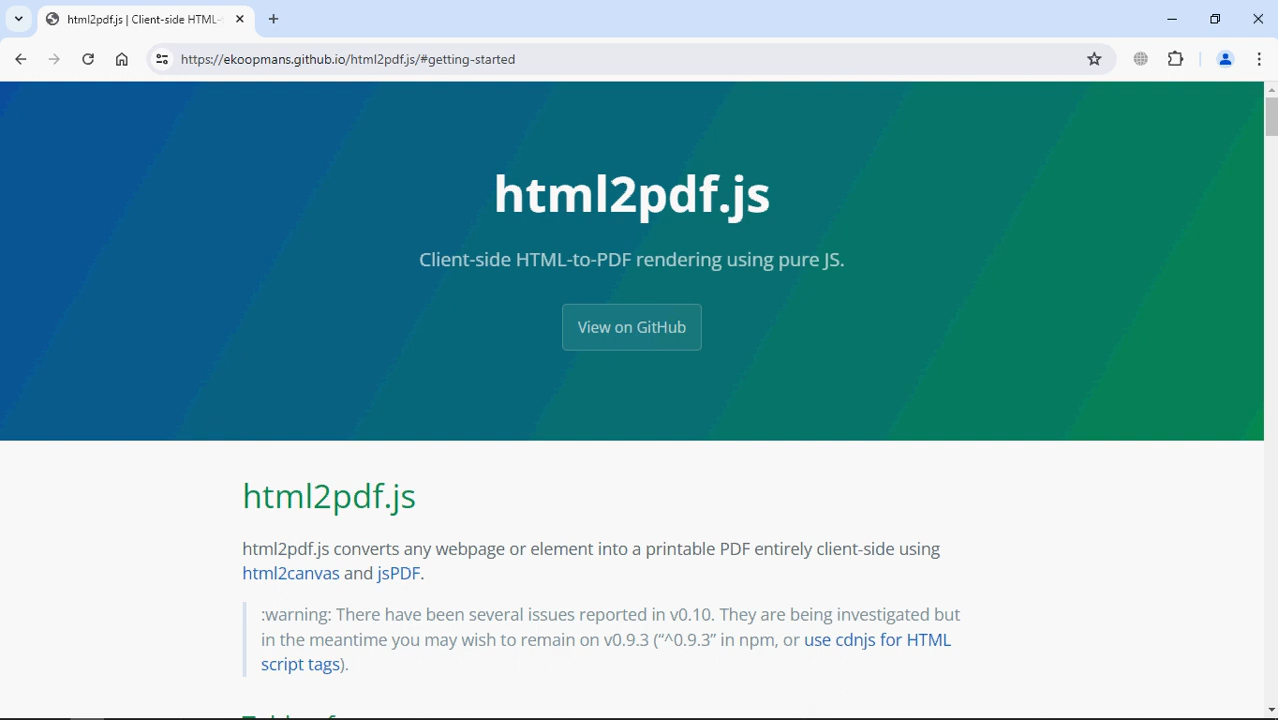 html2pdf.js | Client-side HTML-
https://ekoopmans.github.io/html2pdf.js/#getting-started
html2pdf.js
Client-side HTML-to-PDF rendering using pure JS.
View on GitHub
html2pdf.js
html2pdf.js converts any webpage or element into a printable PDF entirely client-side using
html2canvas and jsPDF.
:warning: There have been several issues reported in v0.10. They are being investigated but
in the meantime you may wish to remain on v0.9.3 (“^0.9.3” in npm, or use cdnjs for HTML
script tags).